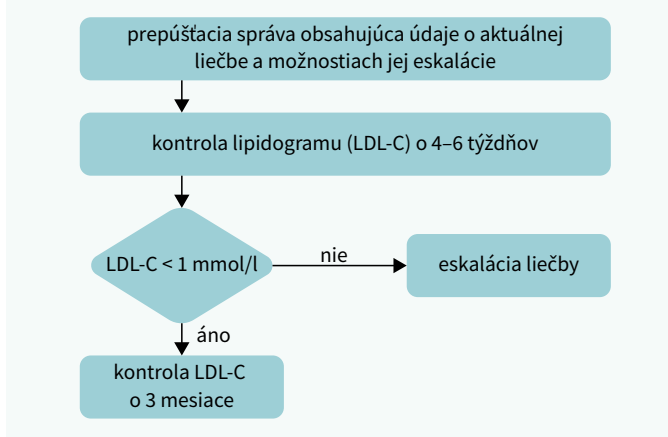 prepúšťacia správa obsahujúca údaje o aktuálnej
liečbe a možnostiach jej eskalácie
kontrola lipidogramu (LDL-C) o 4–6 týždňov
LDL-C < 1 mmol/l
nie
eskalácia liečby
áno
kontrola LDL-C
o 3 mesiace